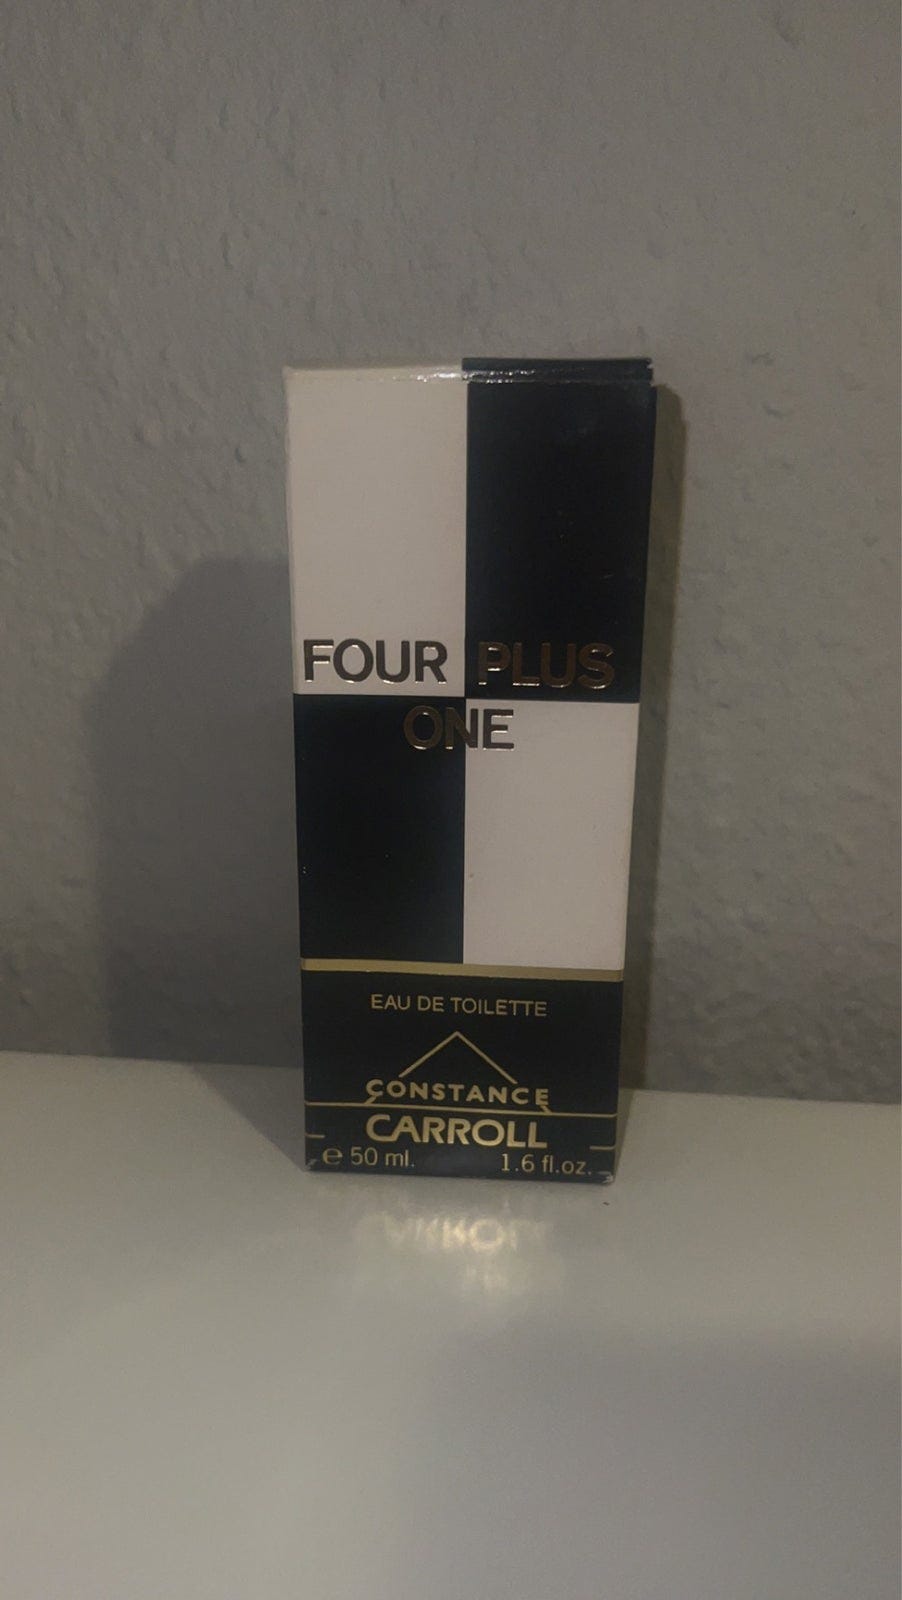 FOUR PLUS
ONE
EAU DE TOILETTE
CONSTANCE
CARROLL
e 50 ml. 1.6 fl.oz.